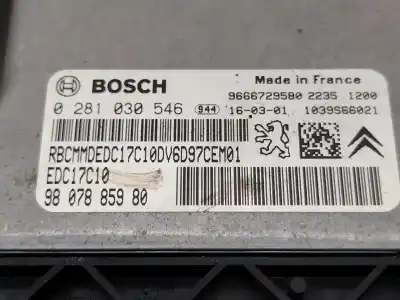 BOSCH
Made in France
9666729580 2235 1200
0 281 030 546 944 16-03-01 1039S66021
RBCMMDEDC17C10DV6D97CEM01
EDC17C10
98 078 859 80